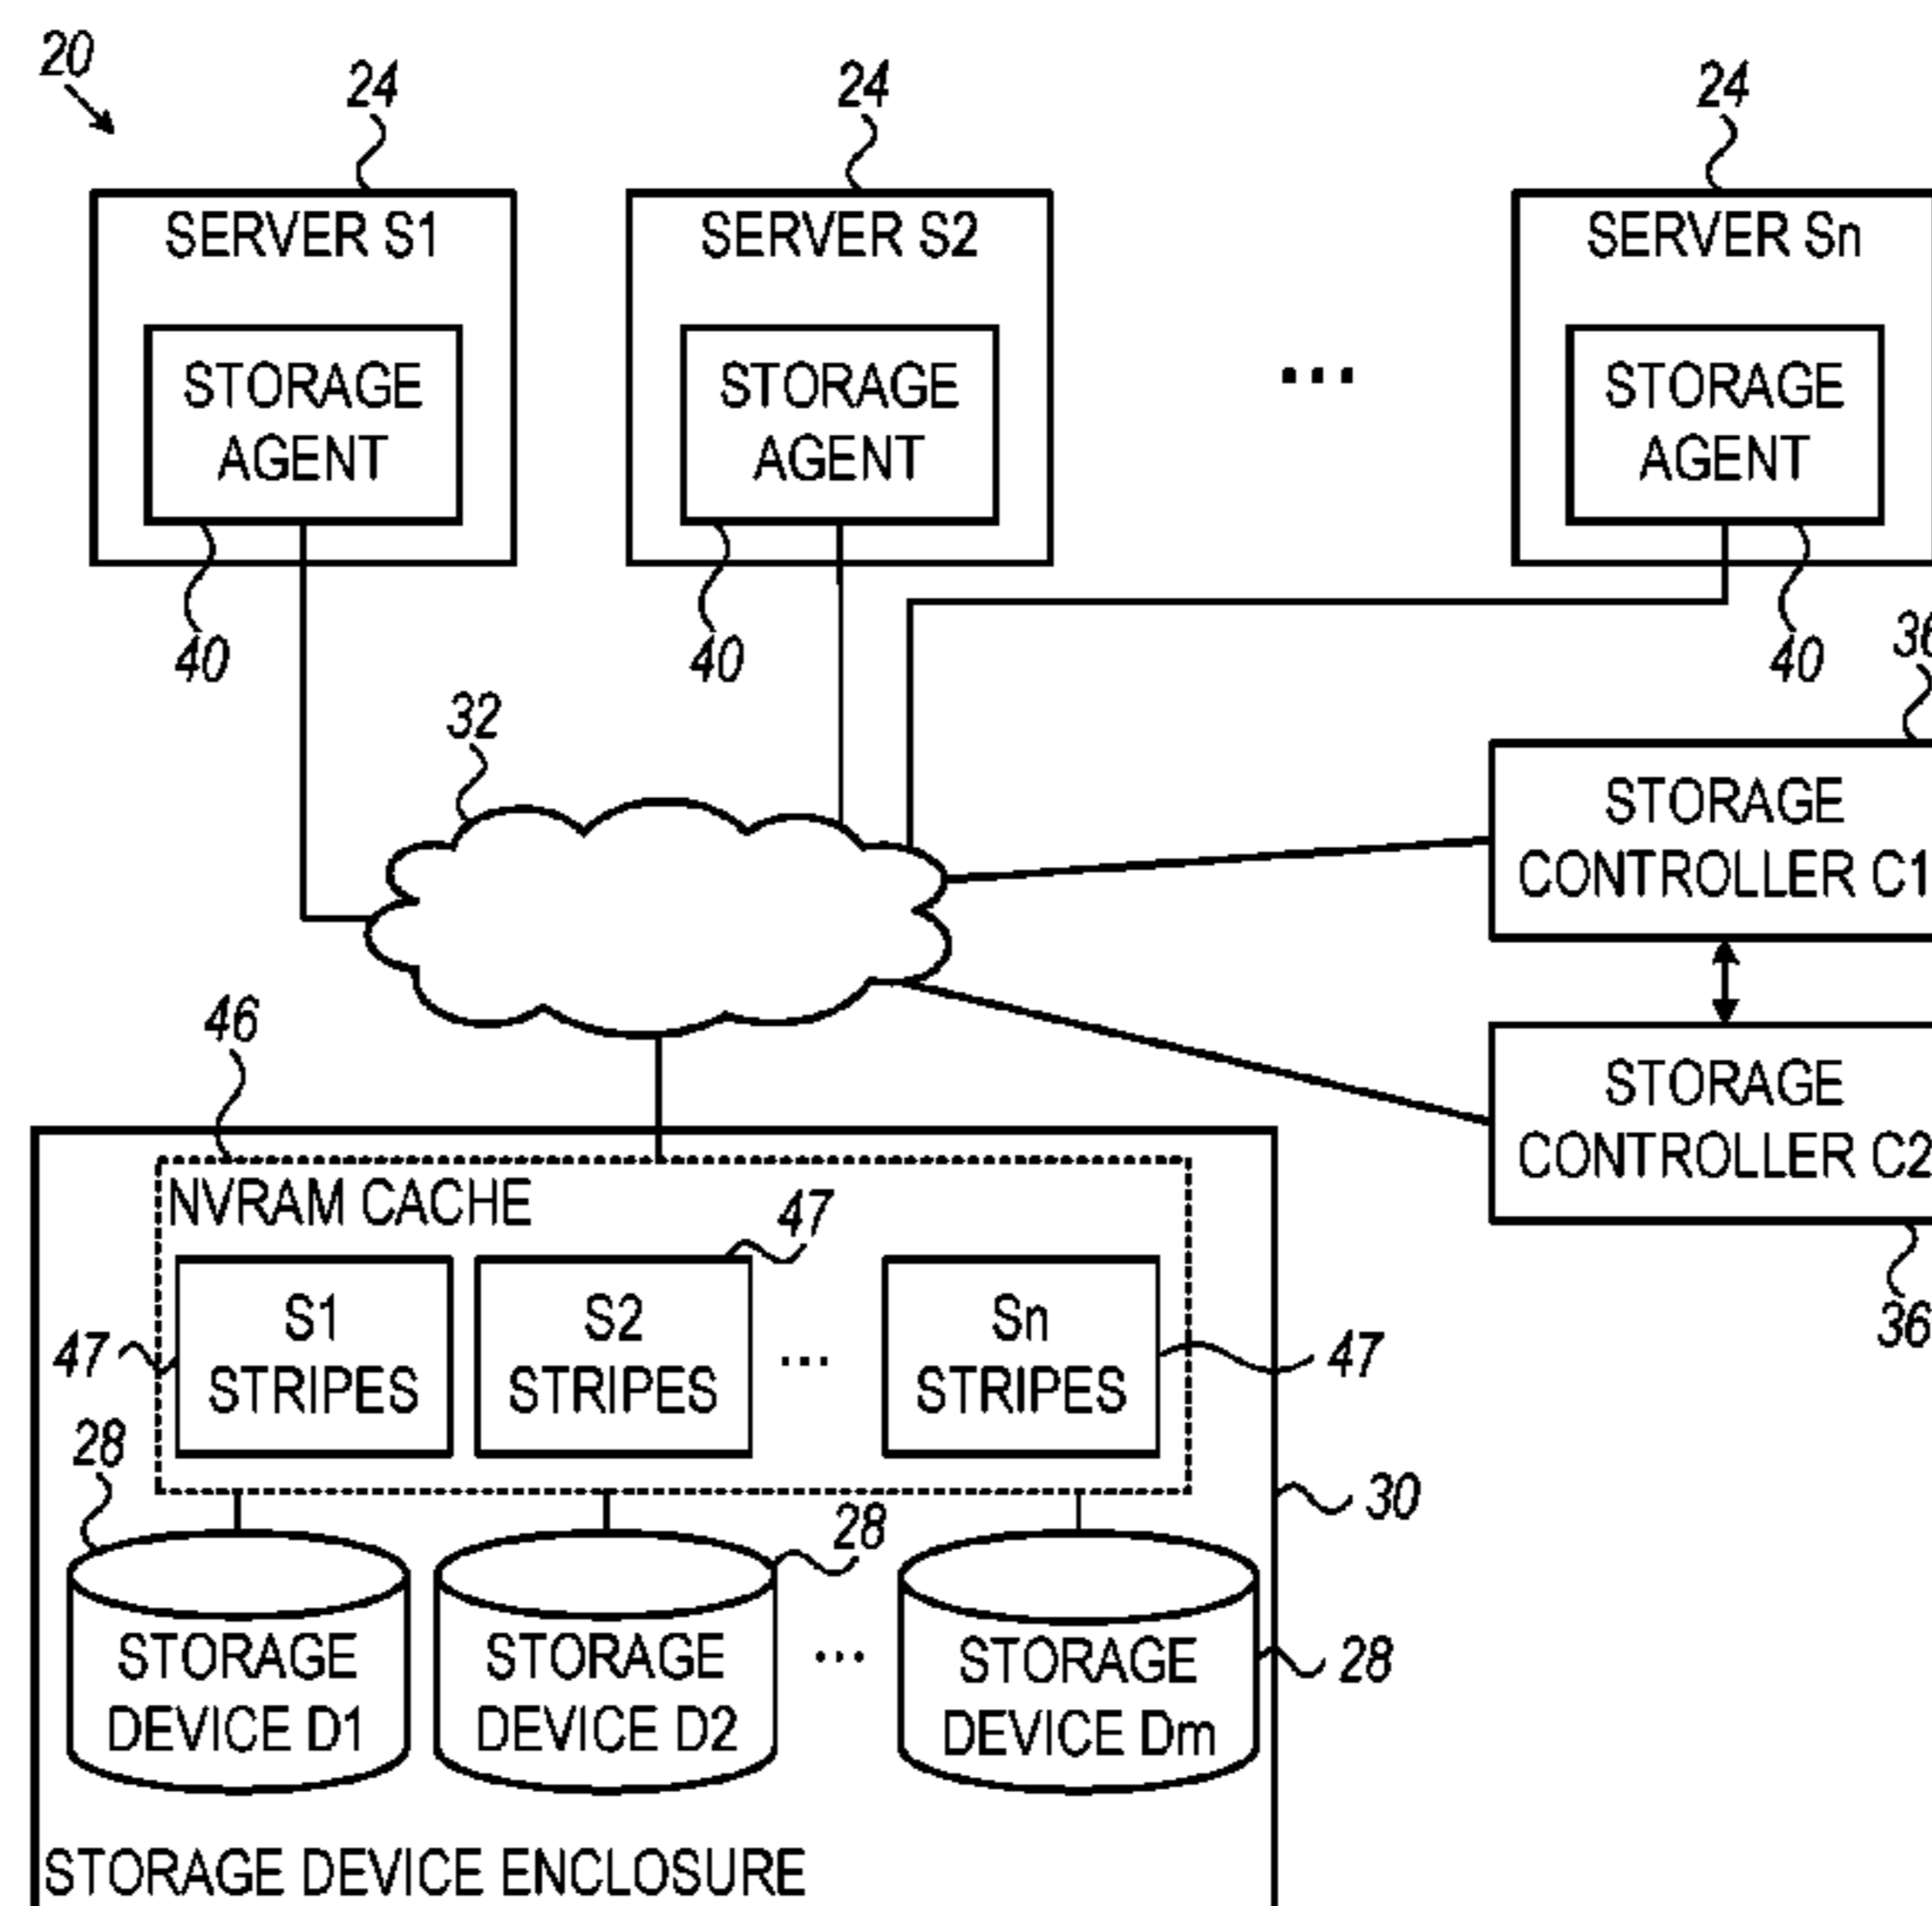 20
24
24
24
SERVER S1
SERVER S2
SERVER Sn
STORAGE
AGENT
STORAGE
AGENT
...
STORAGE
AGENT
40
40
40
36
32
STORAGE
CONTROLLER C1
46
STORAGE
CONTROLLER C2
36
NVRAM CACHE
47
S1
STRIPES
S2
STRIPES
...
Sn
STRIPES
47
47
28
28
30
STORAGE
DEVICE D1
STORAGE
DEVICE D2
...
STORAGE
DEVICE Dm
28
STORAGE DEVICE ENCLOSURE